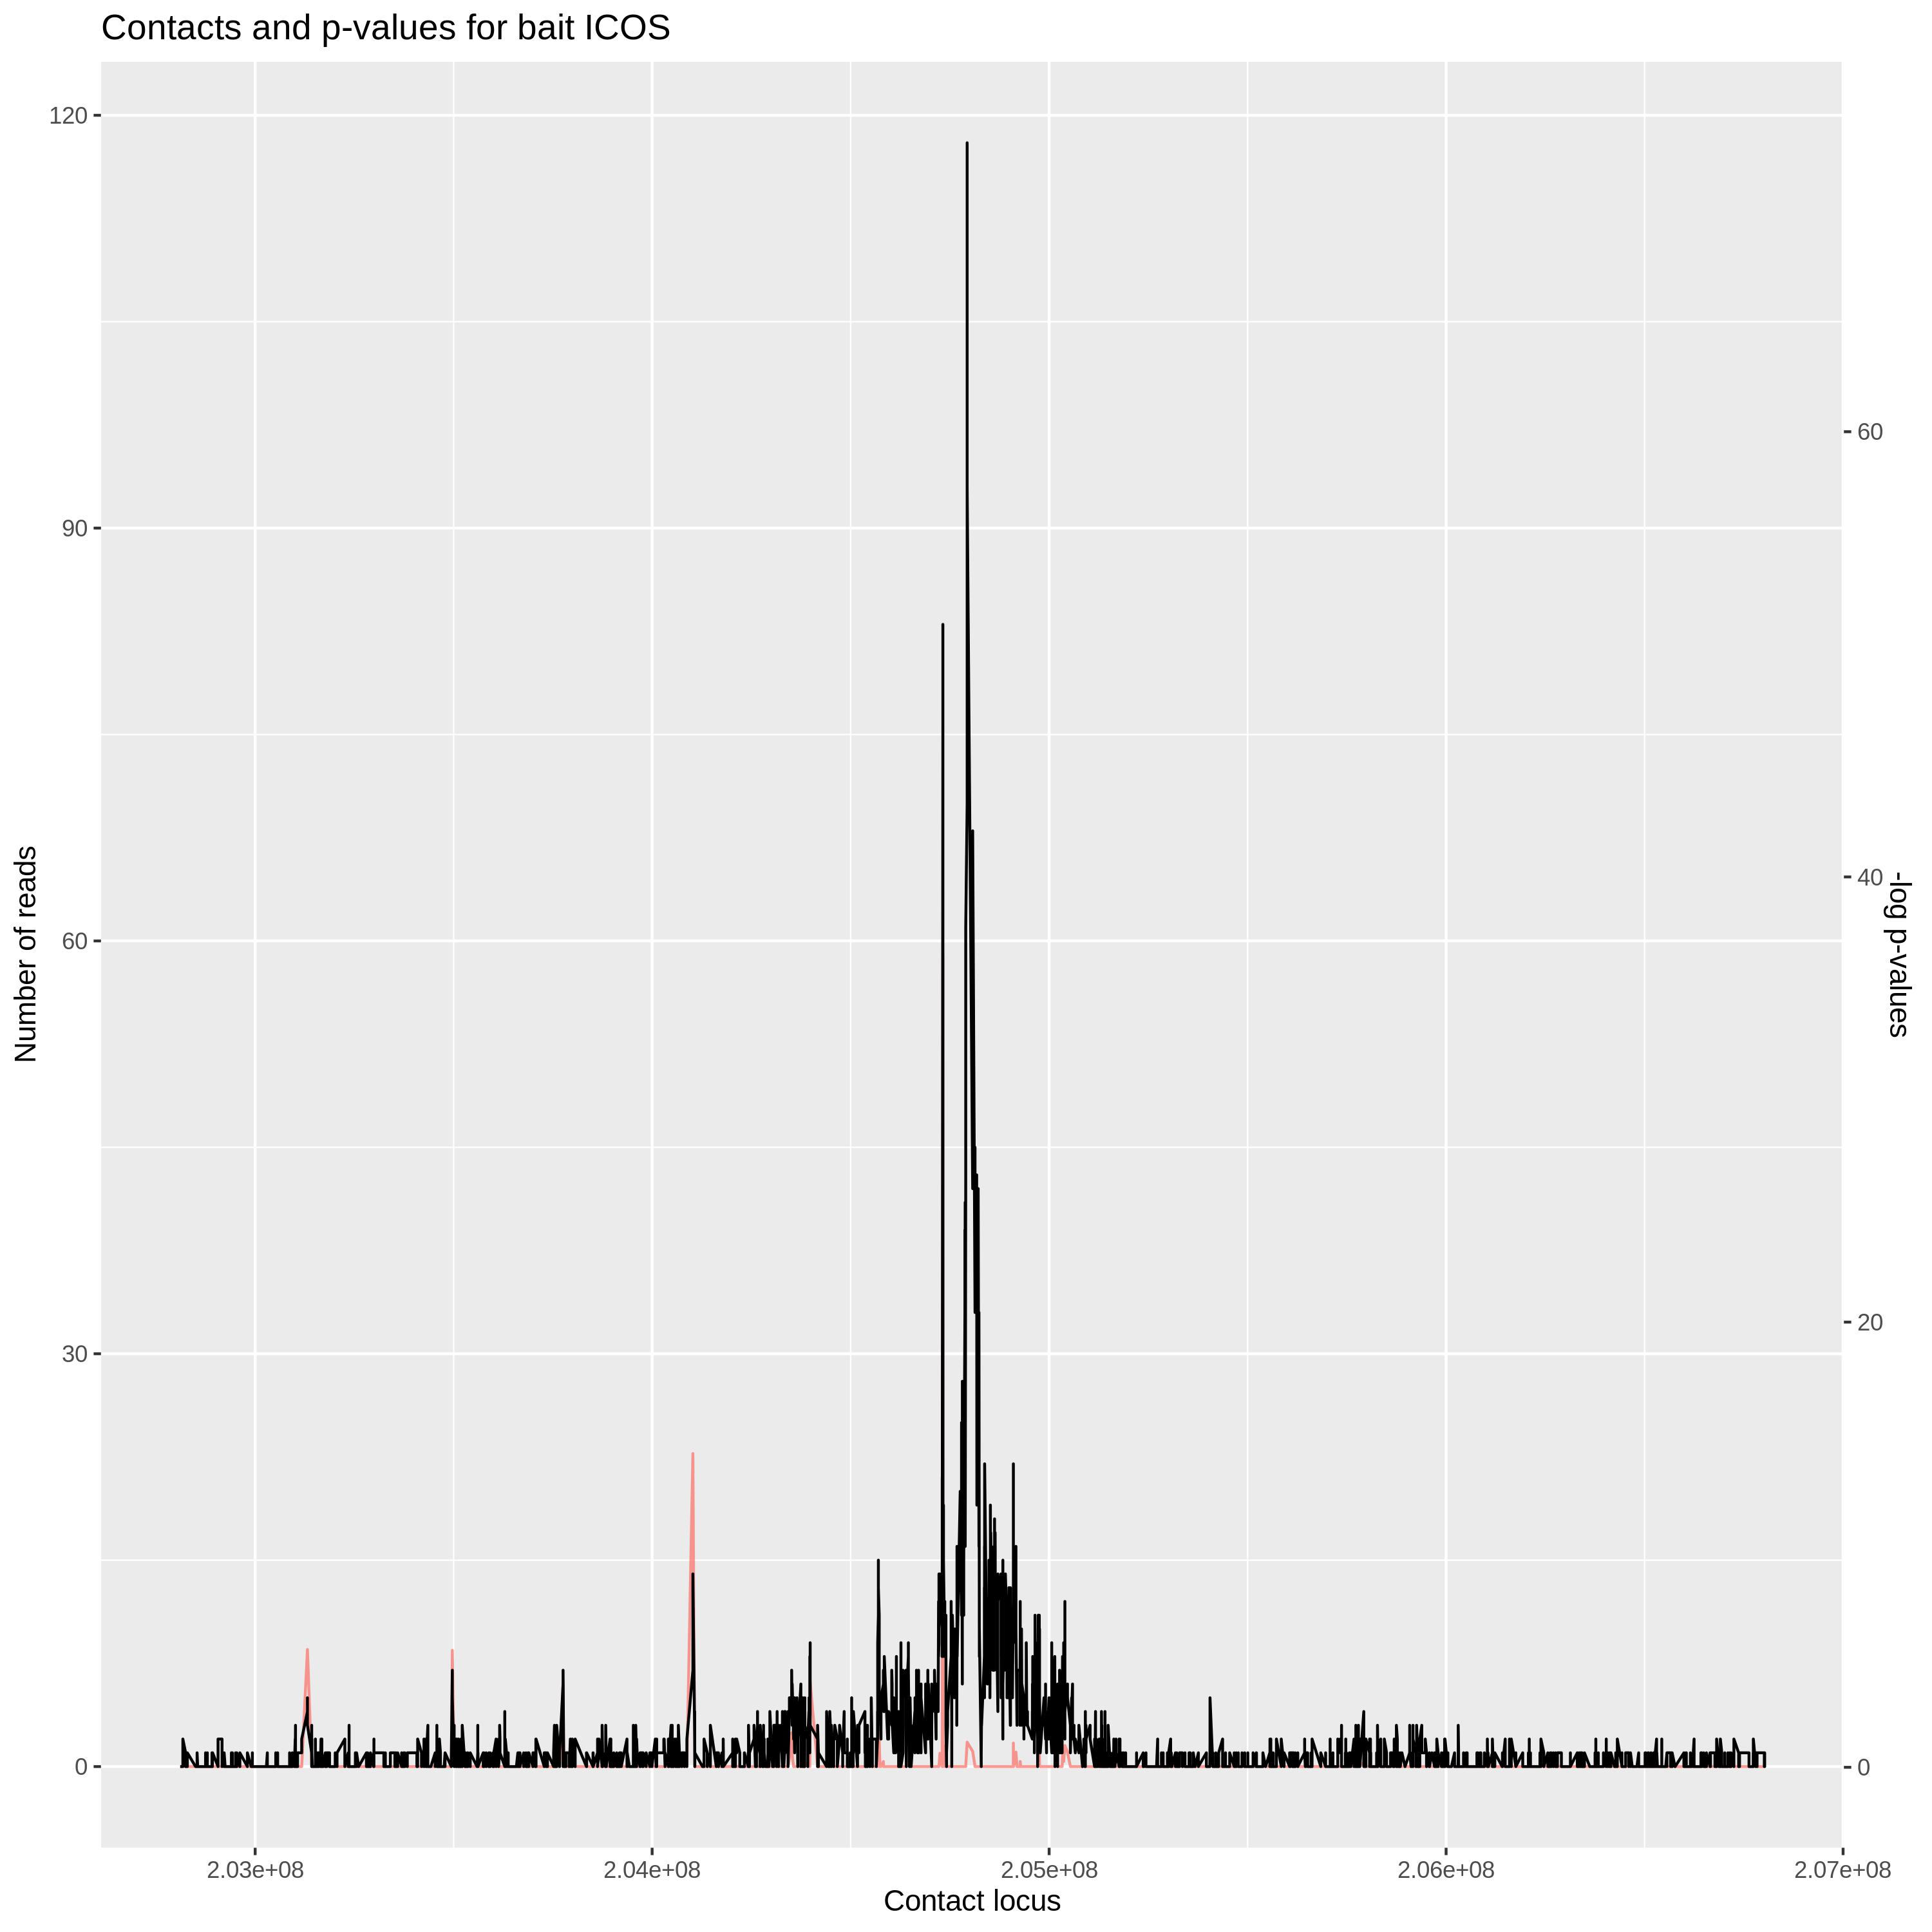 Contacts and p-values for bait ICOS
120
90
60
30
0
Number of reads
60
40
20
0
-log p-values
2.03e+08
2.04e+08
2.05e+08
2.06e+08
2.07e+08
Contact locus